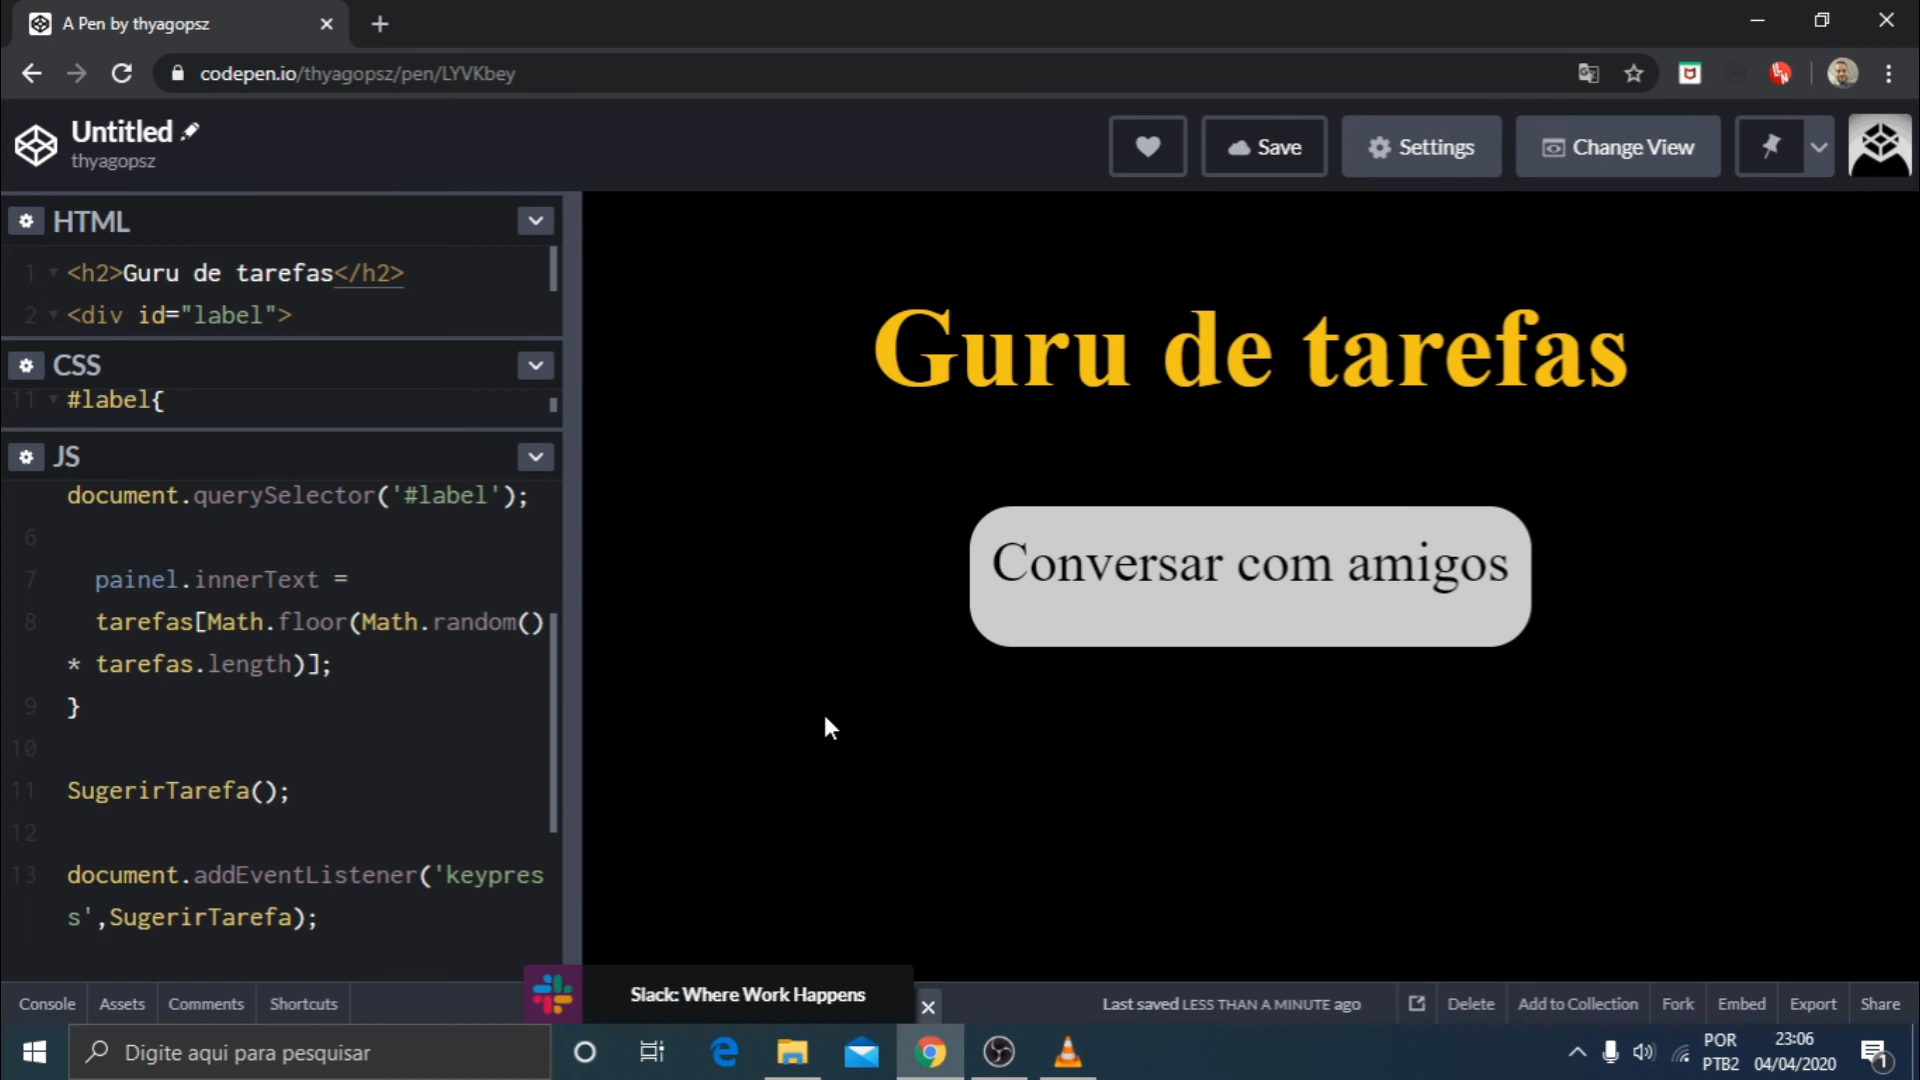 A Pen by thyagopsz
codepen.io/thyagopsz/pen/LYVKbey
Untitled
thyagopsz
Save
Settings
Change View
HTML
1 <h2>Guru de tarefas</h2>
2 <div id="label">
CSS
11 #label{
JS
document.querySelector('#label');
6
7 painel.innerText =
8 tarefas[Math.floor(Math.random()
* tarefas.length)];
9 }
10
11 SugerirTarefa();
12
13 document.addEventListener('keypres
s',SugerirTarefa);
Guru de tarefas
Conversar com amigos
Console
Assets
Comments
Shortcuts
Slack: Where Work Happens
Last saved LESS THAN A MINUTE ago
Delete
Add to Collection
Fork
Embed
Export
Share
Digite aqui para pesquisar
POR
PTB2
23:06
04/04/2020
1